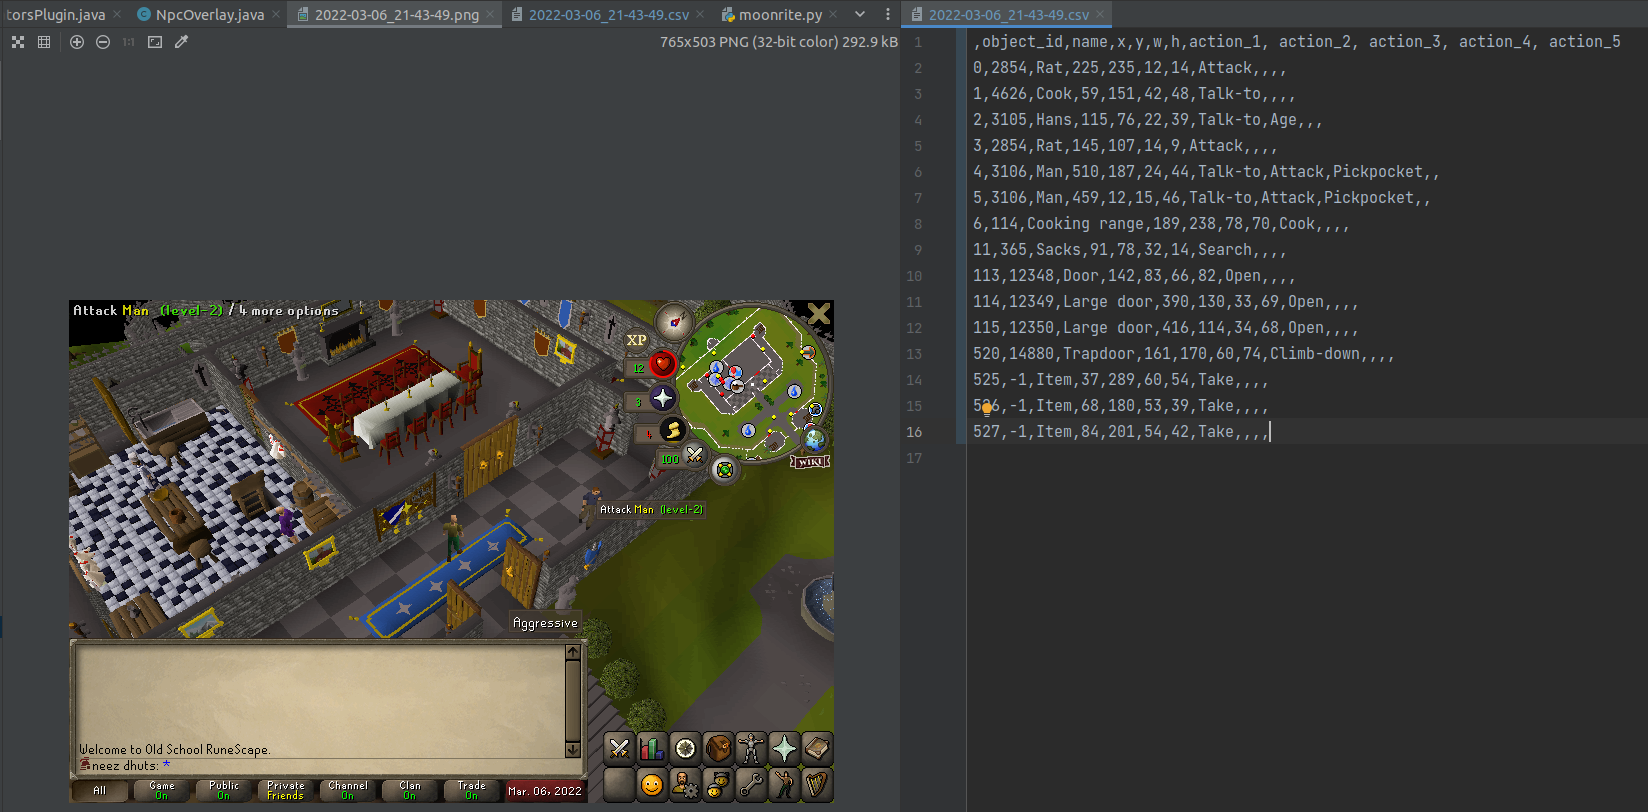 torsPlugin.java
NpcOverlay.java
2022-03-06_21-43-49.png
2022-03-06_21-43-49.csv
moonrite.py
2022-03-06_21-43-49.csv
1:1
765x503 PNG (32-bit color) 292.9 kB
1 ,object_id,name,x,y,w,h,action_1, action_2, action_3, action_4, action_5
2 0,2854,Rat,225,235,12,14,Attack,,,,
3 1,4626,Cook,59,151,42,48,Talk-to,,,,
4 2,3105,Hans,115,76,22,39,Talk-to,Age,,,
5 3,2854,Rat,145,107,14,9,Attack,,,,
6 4,3106,Man,510,187,24,44,Talk-to,Attack,Pickpocket,,
7 5,3106,Man,459,12,15,46,Talk-to,Attack,Pickpocket,,
8 6,114,Cooking range,189,238,78,70,Cook,,,,
9 11,365,Sacks,91,78,32,14,Search,,,,
10 113,12348,Door,142,83,66,82,Open,,,,
11 114,12349,Large door,390,130,33,69,Open,,,,
12 115,12350,Large door,416,114,34,68,Open,,,,
13 520,14880,Trapdoor,161,170,60,74,Climb-down,,,,
14 525,-1,Item,37,289,60,54,Take,,,,
15 526,-1,Item,68,180,53,39,Take,,,,
16 527,-1,Item,84,201,54,42,Take,,,,
17
Attack Man (level-2) / 4 more options
XP
12
3
4
100
WIKI
Attack Man (level-2)
Aggressive
Welcome to Old School RuneScape.
neez dhuts: *
All
Game
On
Public
On
Private
Friends
Channel
On
Clan
On
Trade
On
Mar. 06, 2022